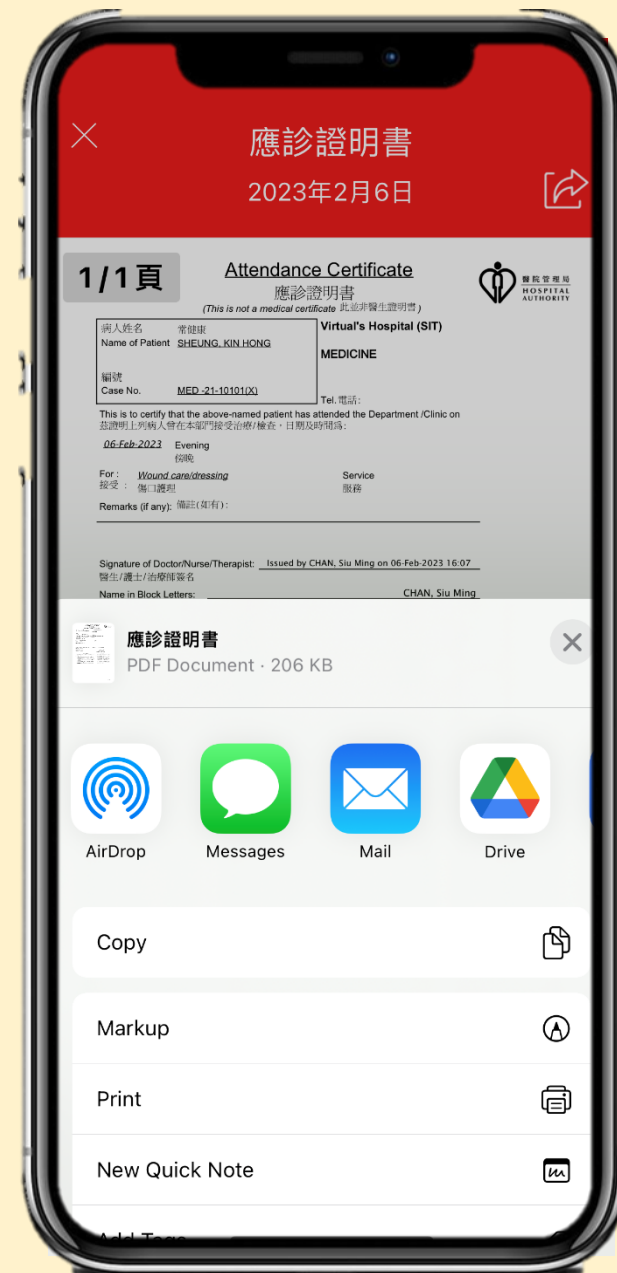 應診證明書
2023年2月6日
1/1頁
Attendance Certificate
應診證明書
(This is not a medical certificate 此並非醫生證明書)
醫院管理局
HOSPITAL
AUTHORITY
病人姓名 常健康
Name of Patient SHEUNG, KIN HONG
Virtual's Hospital (SIT)
MEDICINE
編號
Case No. MED -21-10101(X)
Tel. 電話:
This is to certify that the above-named patient has attended the Department /Clinic on
茲證明上列病人曾在本部門接受治療/檢查，日期及時間為:
06-Feb-2023 Evening
傍晚
For : Wound care/dressing Service
接受 : 傷口護理 服務
Remarks (if any): 備註(如有):
Signature of Doctor/Nurse/Therapist: Issued by CHAN, Siu Ming on 06-Feb-2023 16:07
醫生/護士/治療師簽名
Name in Block Letters: CHAN, Siu Ming
應診證明書
PDF Document · 206 KB
AirDrop
Messages
Mail
Drive
Copy
Markup
Print
New Quick Note
Add Tags